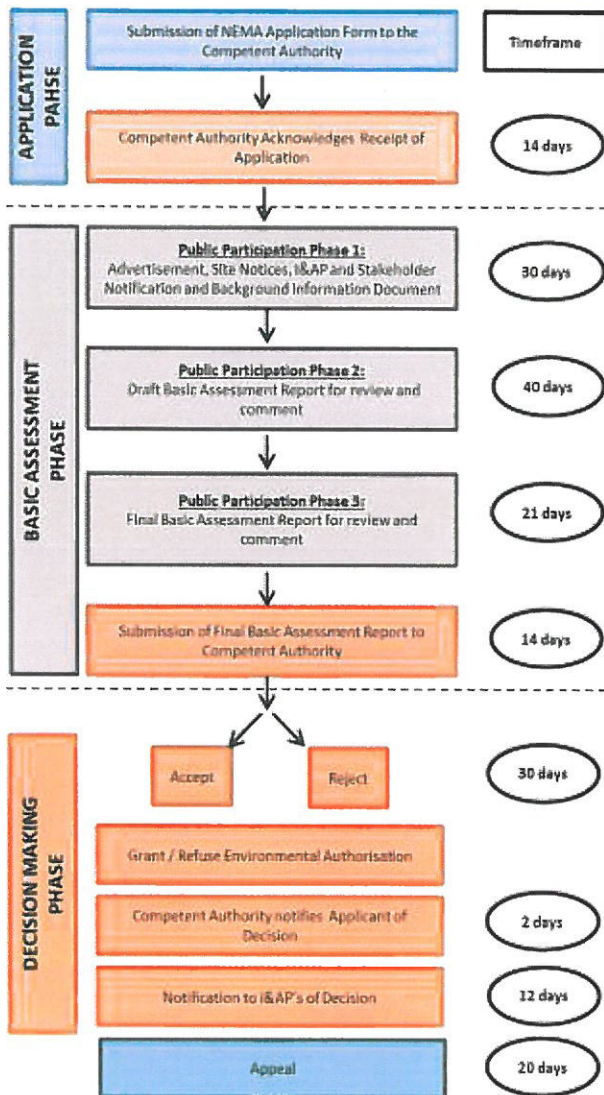 APPLICATION
PAHSE
Submission of NEMA Application Form to the
Competent Authority
Timeframe
Competent Authority Acknowledges Receipt of
Application
14 days
BASIC ASSESSMENT
PHASE
Public Participation Phase 1:
Advertisement, Site Notices, I&AP and Stakeholder
Notification and Background Information Document
30 days
Public Participation Phase 2:
Draft Basic Assessment Report for review and
comment
40 days
Public Participation Phase 3:
Final Basic Assessment Report for review and
comment
21 days
Submission of Final Basic Assessment Report to
Competent Authority
14 days
DECISION MAKING
PHASE
Accept
Reject
30 days
Grant / Refuse Environmental Authorisation
Competent Authority notifies Applicant of
Decision
2 days
Notification to I&AP's of Decision
12 days
Appeal
20 days